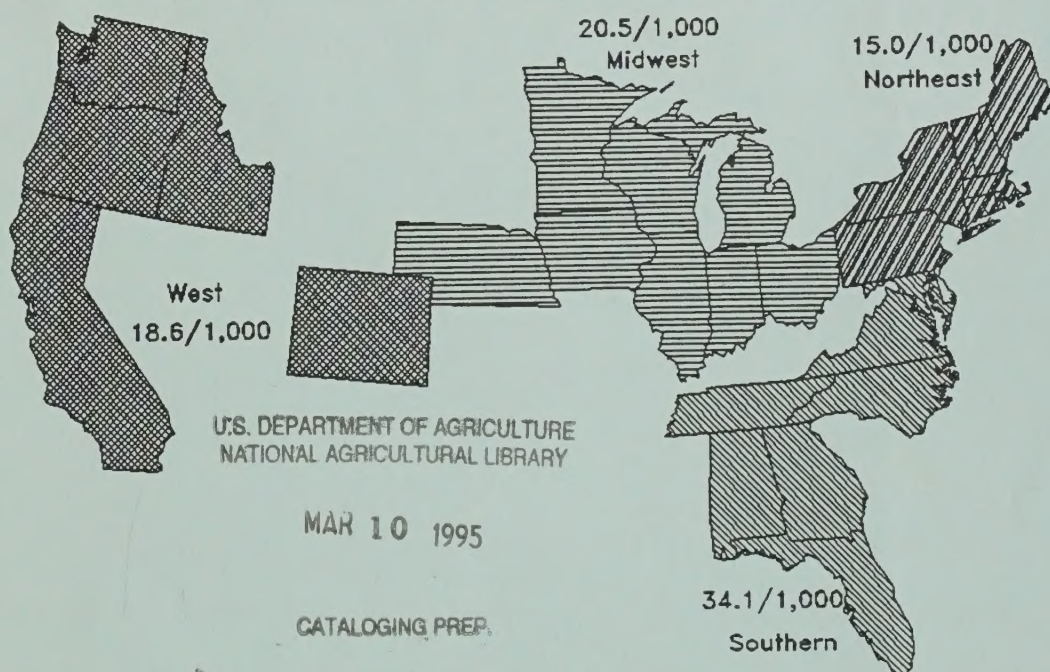 20.5/1,000
Midwest
15.0/1,000
Northeast
West
18.6/1,000
U.S. DEPARTMENT OF AGRICULTURE
NATIONAL AGRICULTURAL LIBRARY
MAR 10 1995
CATALOGING PREP.
34.1/1,000
Southern